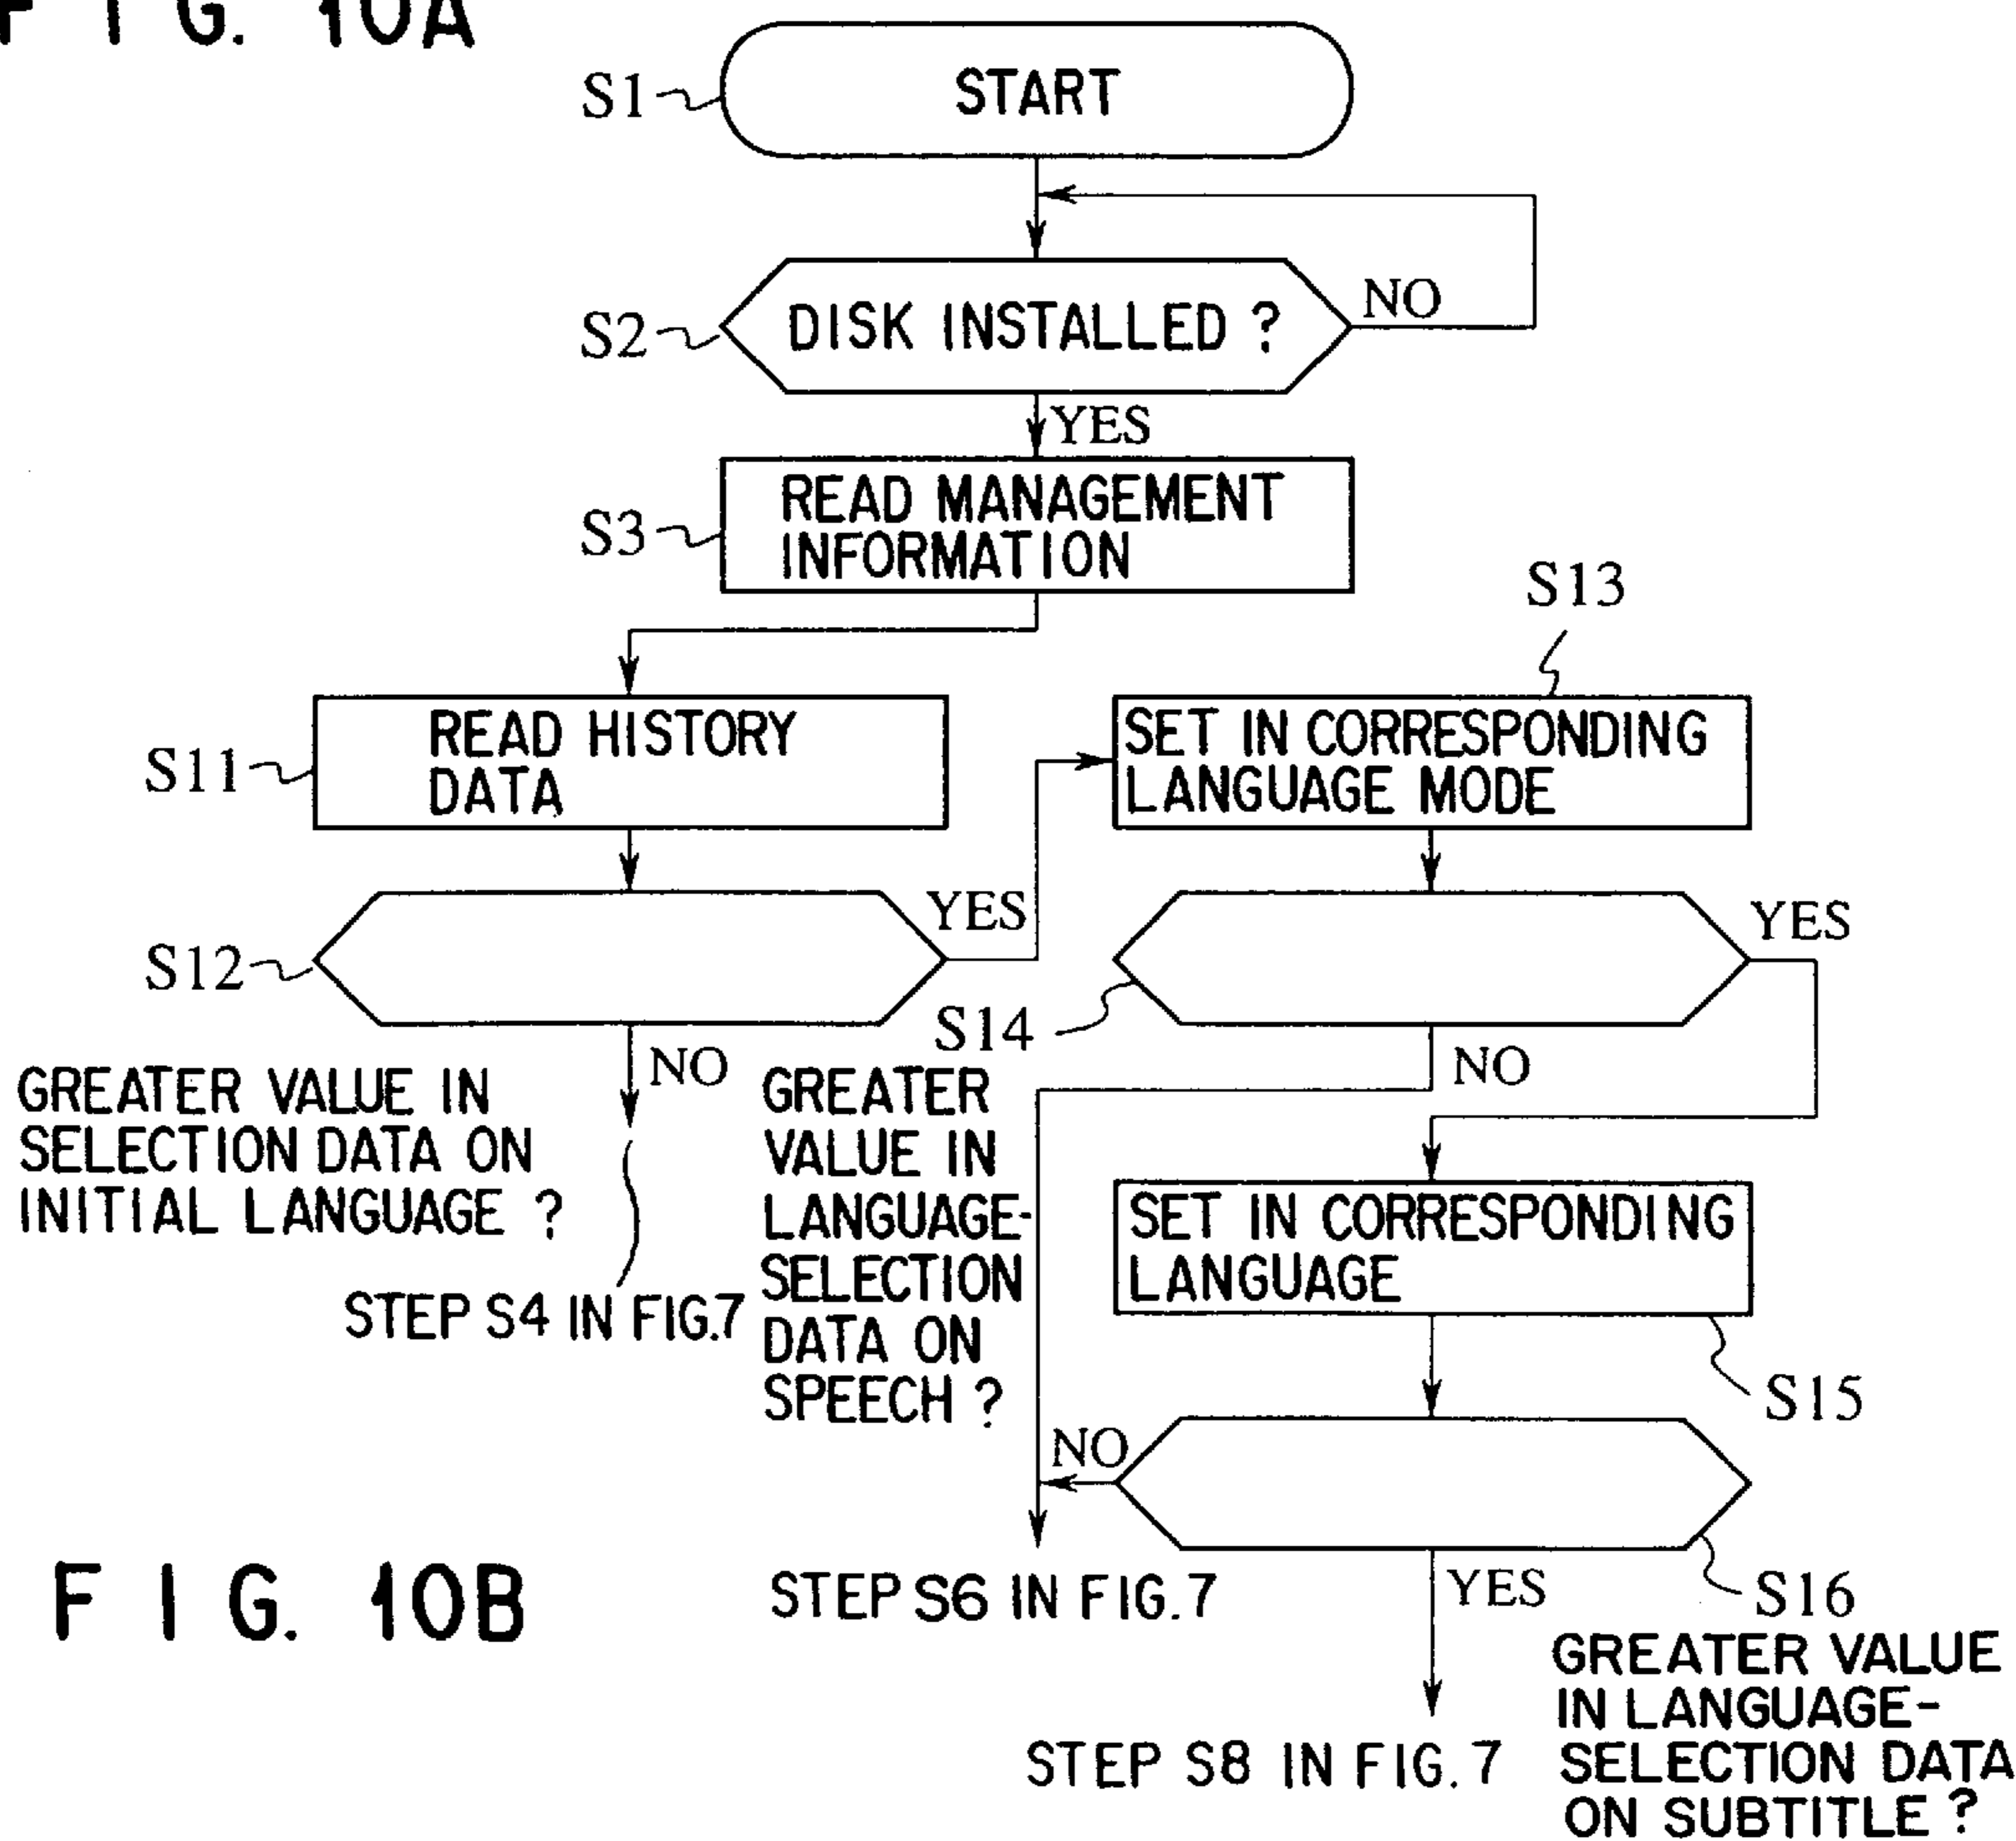 F I G. 10A
S1
START
S2
DISK INSTALLED ?
NO
YES
S3
READ MANAGEMENT
INFORMATION
S11
READ HISTORY
DATA
S13
SET IN CORRESPONDING
LANGUAGE MODE
S12
YES
NO
GREATER VALUE IN
SELECTION DATA ON
INITIAL LANGUAGE ?
STEP S4 IN FIG.7
S14
YES
NO
GREATER
VALUE IN
LANGUAGE-
SELECTION
DATA ON
SPEECH ?
SET IN CORRESPONDING
LANGUAGE
S15
NO
STEP S6 IN FIG. 7
YES
S16
GREATER VALUE
IN LANGUAGE-
SELECTION DATA
ON SUBTITLE ?
STEP S8 IN FIG. 7
F I G. 10B